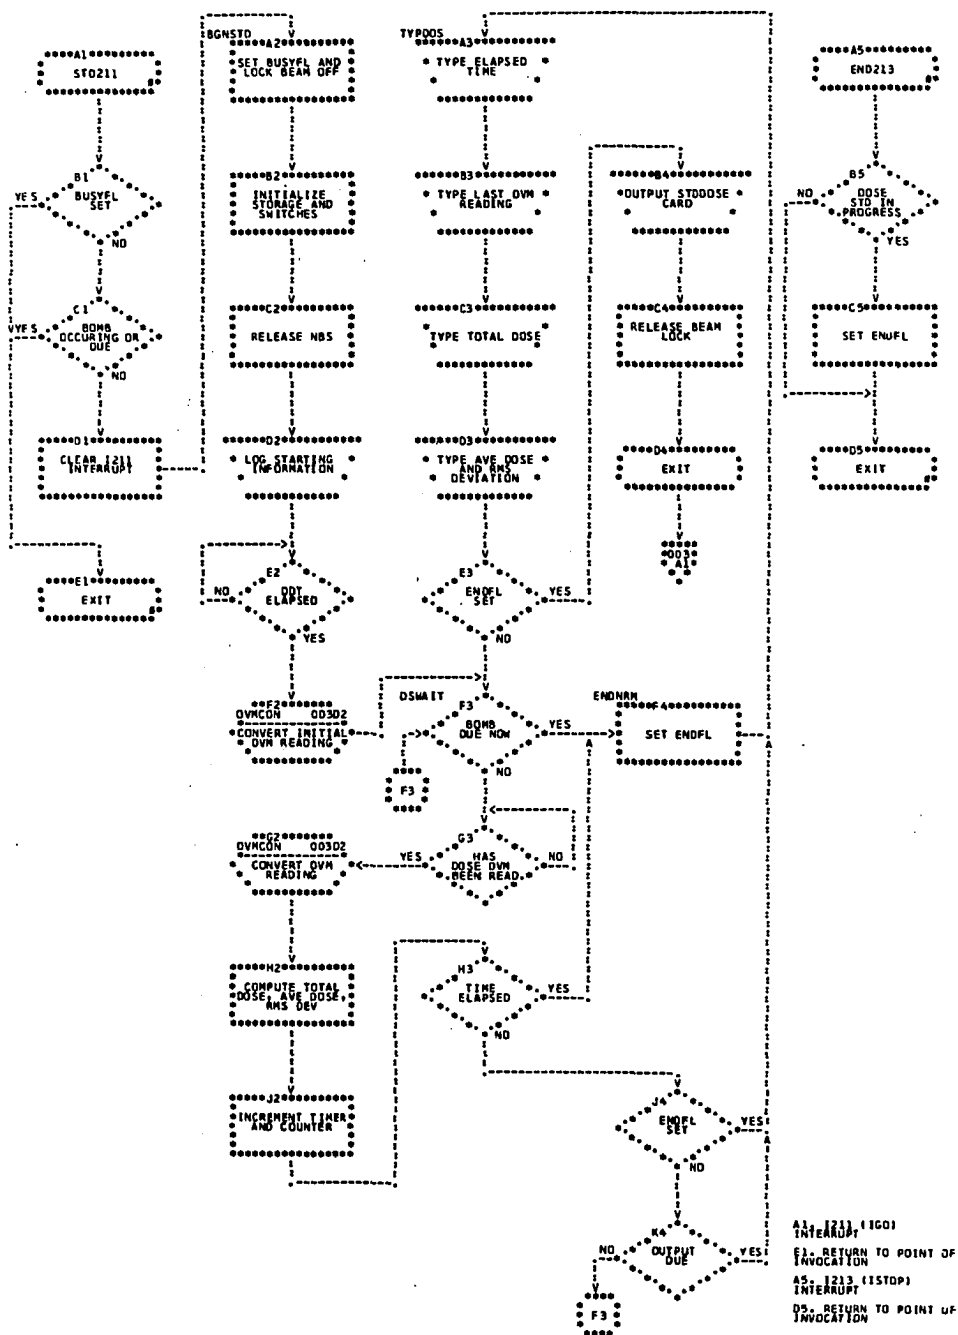 A1
STD211
B1
BUSYFL
SET
YES
NO
C1
BOMB
OCCURING OR
DUE
YES
NO
D1
CLEAR I211
INTERRUPT
E1
EXIT
BGNSTD
A2
SET BUSYFL AND
LOCK BEAM OFF
B2
INITIALIZE
STORAGE AND
SWITCHES
C2
RELEASE NBS
D2
LOG STARTING
INFORMATION
E2
DDT
ELAPSED
NO
YES
F2
DVMCON 003D2
CONVERT INITIAL
DVM READING
G2
DVMCON 003D2
CONVERT DVM
READING
H2
COMPUTE TOTAL
DOSE, AVE DOSE,
RMS DEV
J2
INCREMENT TIMER
AND COUNTER
TYPDOS
A3
TYPE ELAPSED
TIME
B3
TYPE LAST DVM
READING
C3
TYPE TOTAL DOSE
D3
TYPE AVE DOSE
AND RMS
DEVIATION
E3
ENDFL
SET
YES
NO
DSWAIT
F3
BOMB
DUE NOW
YES
NO
F3
G3
HAS
DOSE DVM
BEEN READ
YES
NO
H3
TIME
ELAPSED
YES
NO
B4
OUTPUT STDDOSE
CARD
C4
RELEASE BEAM
LOCK
D4
EXIT
003
A1
ENDNRM
F4
SET ENDFL
J4
ENDFL
SET
YES
NO
K4
OUTPUT
DUE
NO
YES
F3
A5
END213
B5
DOSE
STD IN
PROGRESS
NO
YES
C5
SET ENDFL
D5
EXIT
A1. I211 (IGO)
INTERRUPT
E1. RETURN TO POINT OF
INVOCATION
A5. I213 (ISTOP)
INTERRUPT
D5. RETURN TO POINT OF
INVOCATION